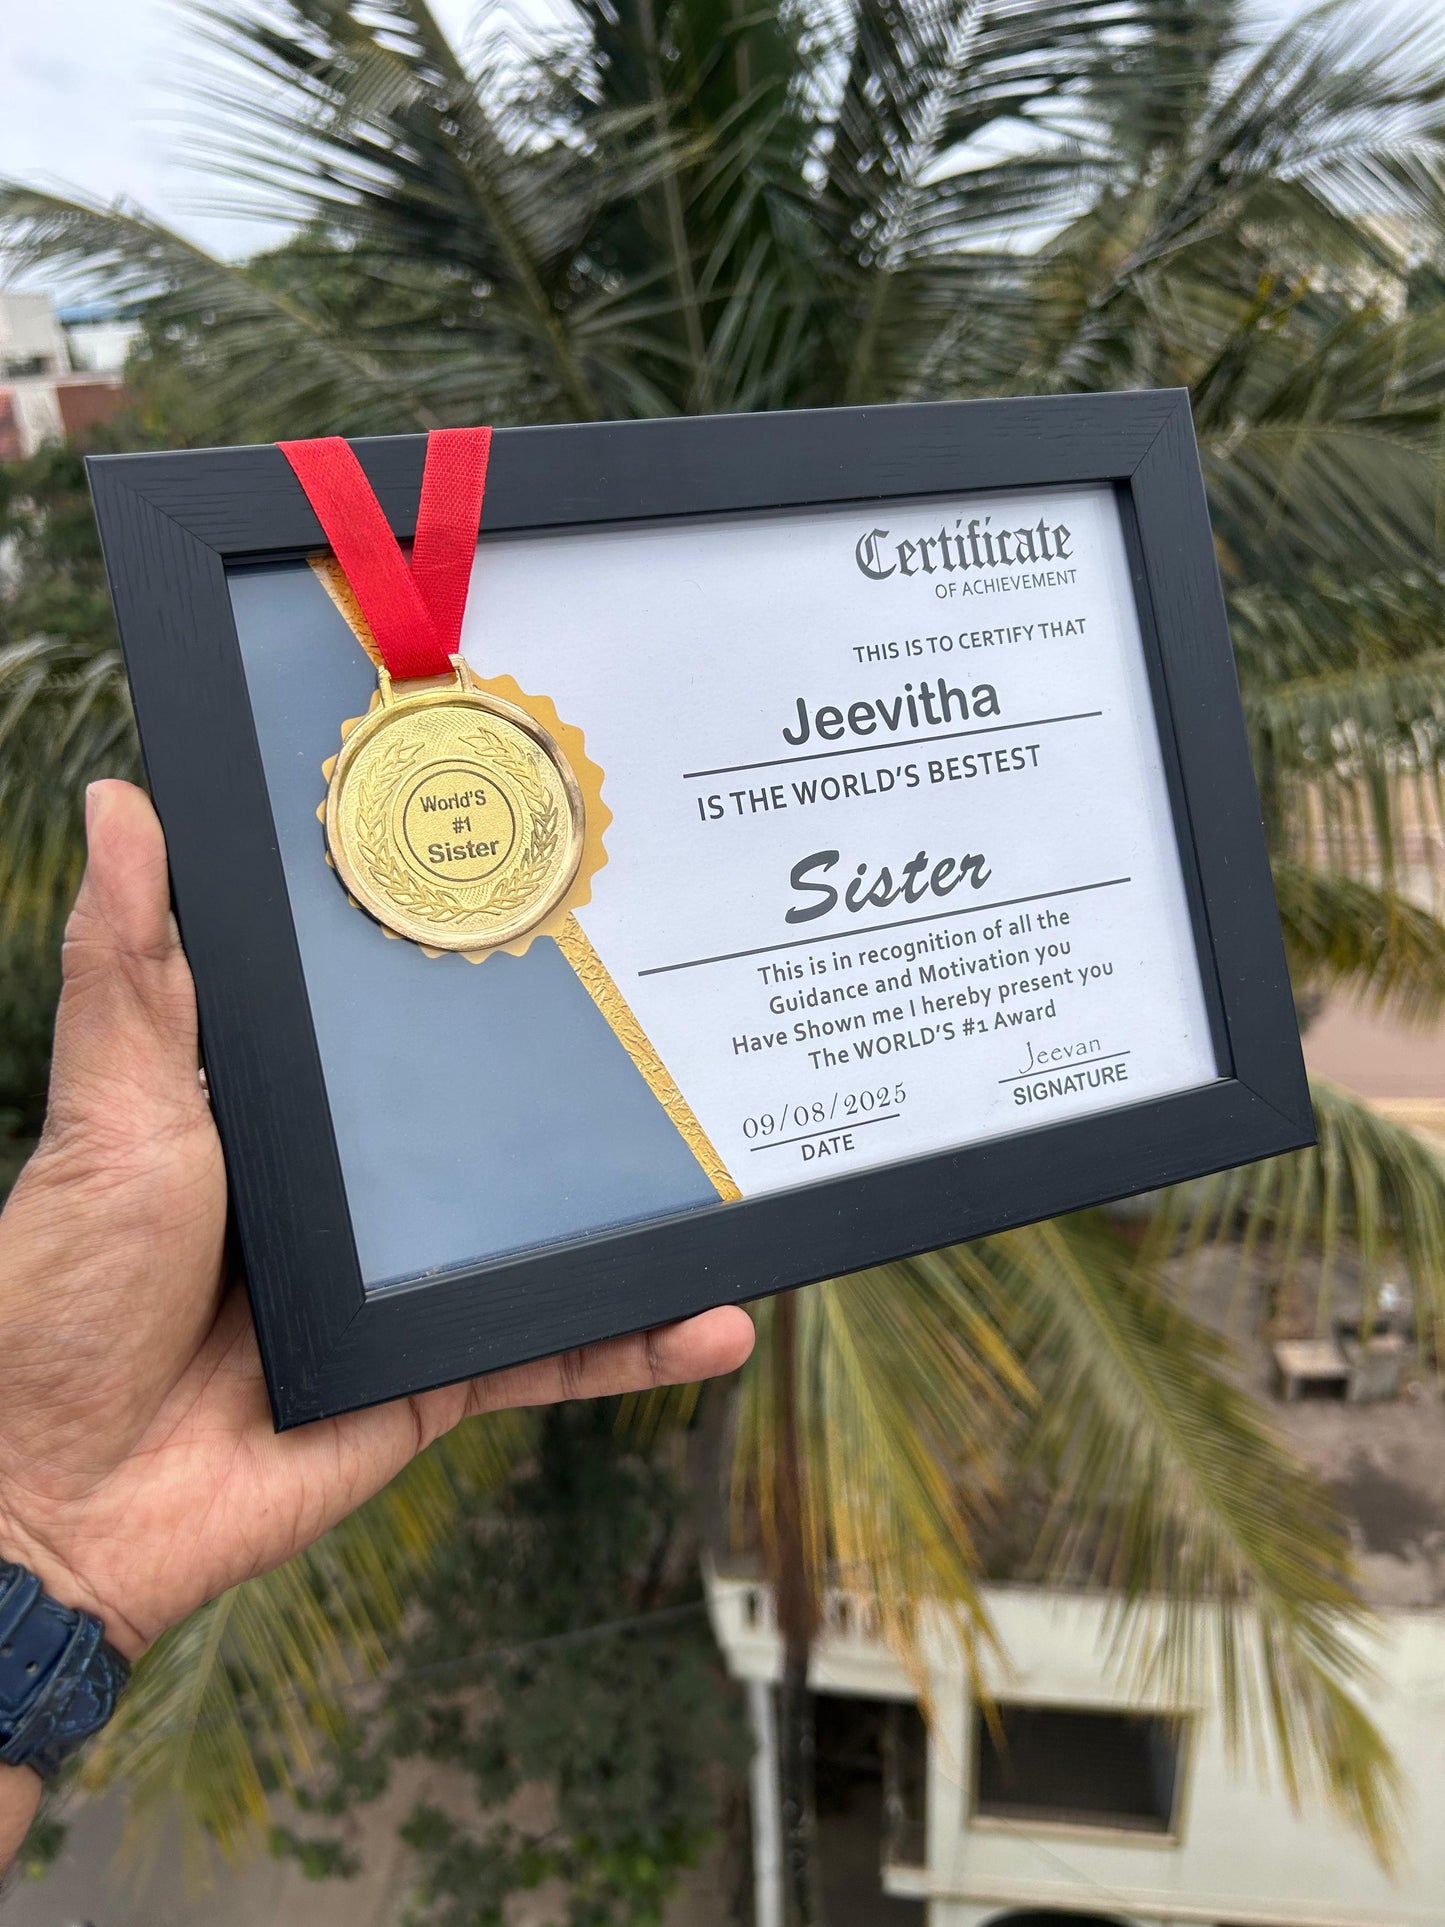 World'S
#1
Sister
Certificate
OF ACHIEVEMENT
THIS IS TO CERTIFY THAT
Jeevitha
IS THE WORLD'S BESTEST
Sister
This is in recognition of all the
Guidance and Motivation you
Have Shown me I hereby present you
The WORLD'S #1 Award
09/08/2025
DATE
Jeevan
SIGNATURE